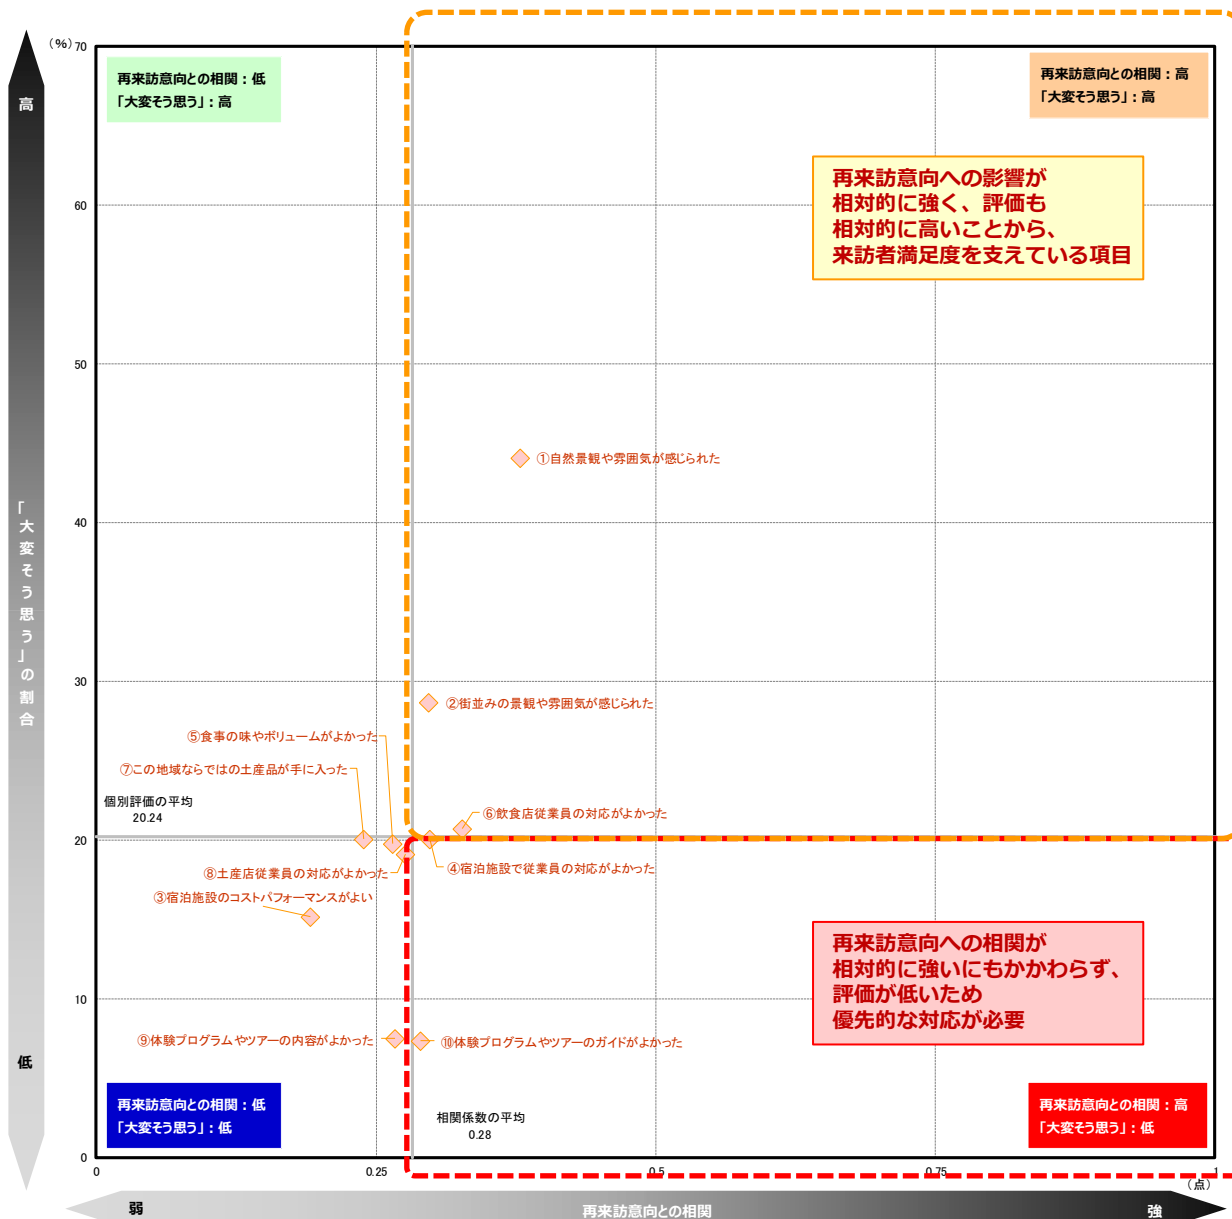 （％）
70
60
50
40
30
20
10
0
高
「大変そう思う」の割合
低
再来訪意向との相関：低
「大変そう思う」：高
再来訪意向との相関：高
「大変そう思う」：高
再来訪意向への影響が
相対的に強く、評価も
相対的に高いことから、
来訪者満足度を支えている項目
①自然景観や雰囲気が感じられた
②街並みの景観や雰囲気が感じられた
⑤食事の味やボリュームがよかった
⑦この地域ならではの土産品が手に入った
個別評価の平均
20.24
⑥飲食店従業員の対応がよかった
④宿泊施設で従業員の対応がよかった
⑧土産店従業員の対応がよかった
③宿泊施設のコストパフォーマンスがよい
再来訪意向への相関が
相対的に強いにもかかわらず、
評価が低いため
優先的な対応が必要
⑨体験プログラムやツアーの内容がよかった
⑩体験プログラムやツアーのガイドがよかった
再来訪意向との相関：低
「大変そう思う」：低
相関係数の平均
0.28
再来訪意向との相関：高
「大変そう思う」：低
0
0.25
0.5
0.75
1
（点）
弱
再来訪意向との相関
強